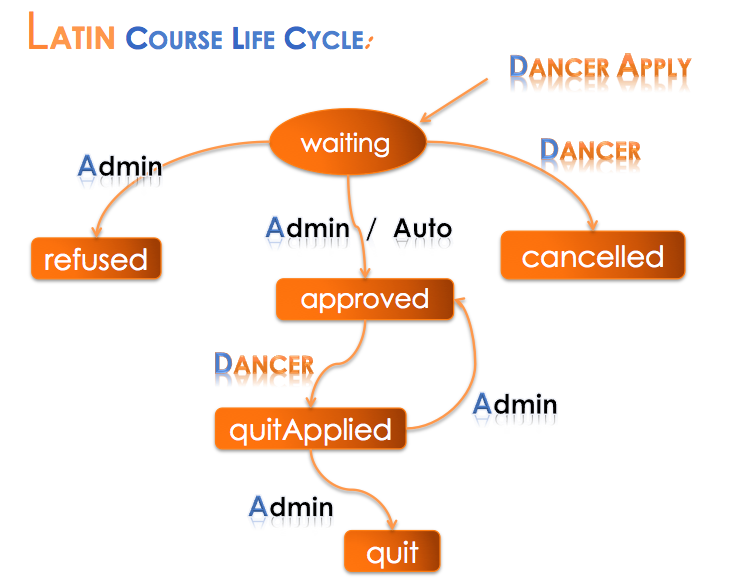 LATIN COURSE LIFE CYCLE:
DANCER APPLY
waiting
DANCER
Admin
Admin / Auto
refused
cancelled
approved
DANCER
Admin
quitApplied
Admin
quit